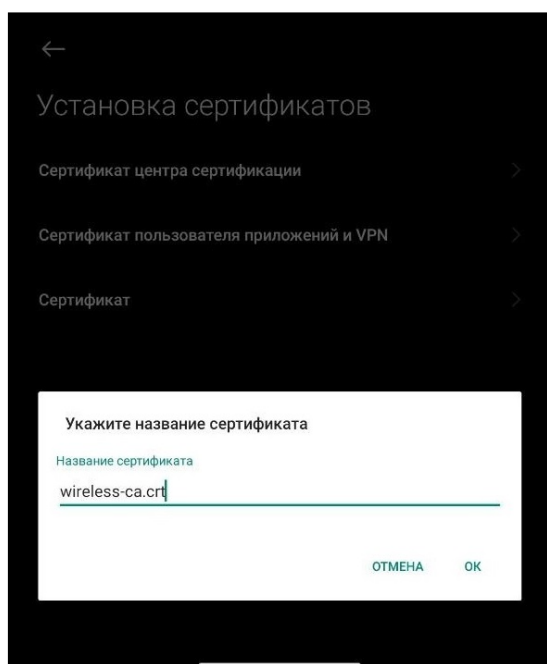 Установка сертификатов
Сертификат центра сертификации
Сертификат пользователя приложений и VPN
Сертификат
Укажите название сертификата
Название сертификата
wireless-ca.crt
ОТМЕНА
ОК